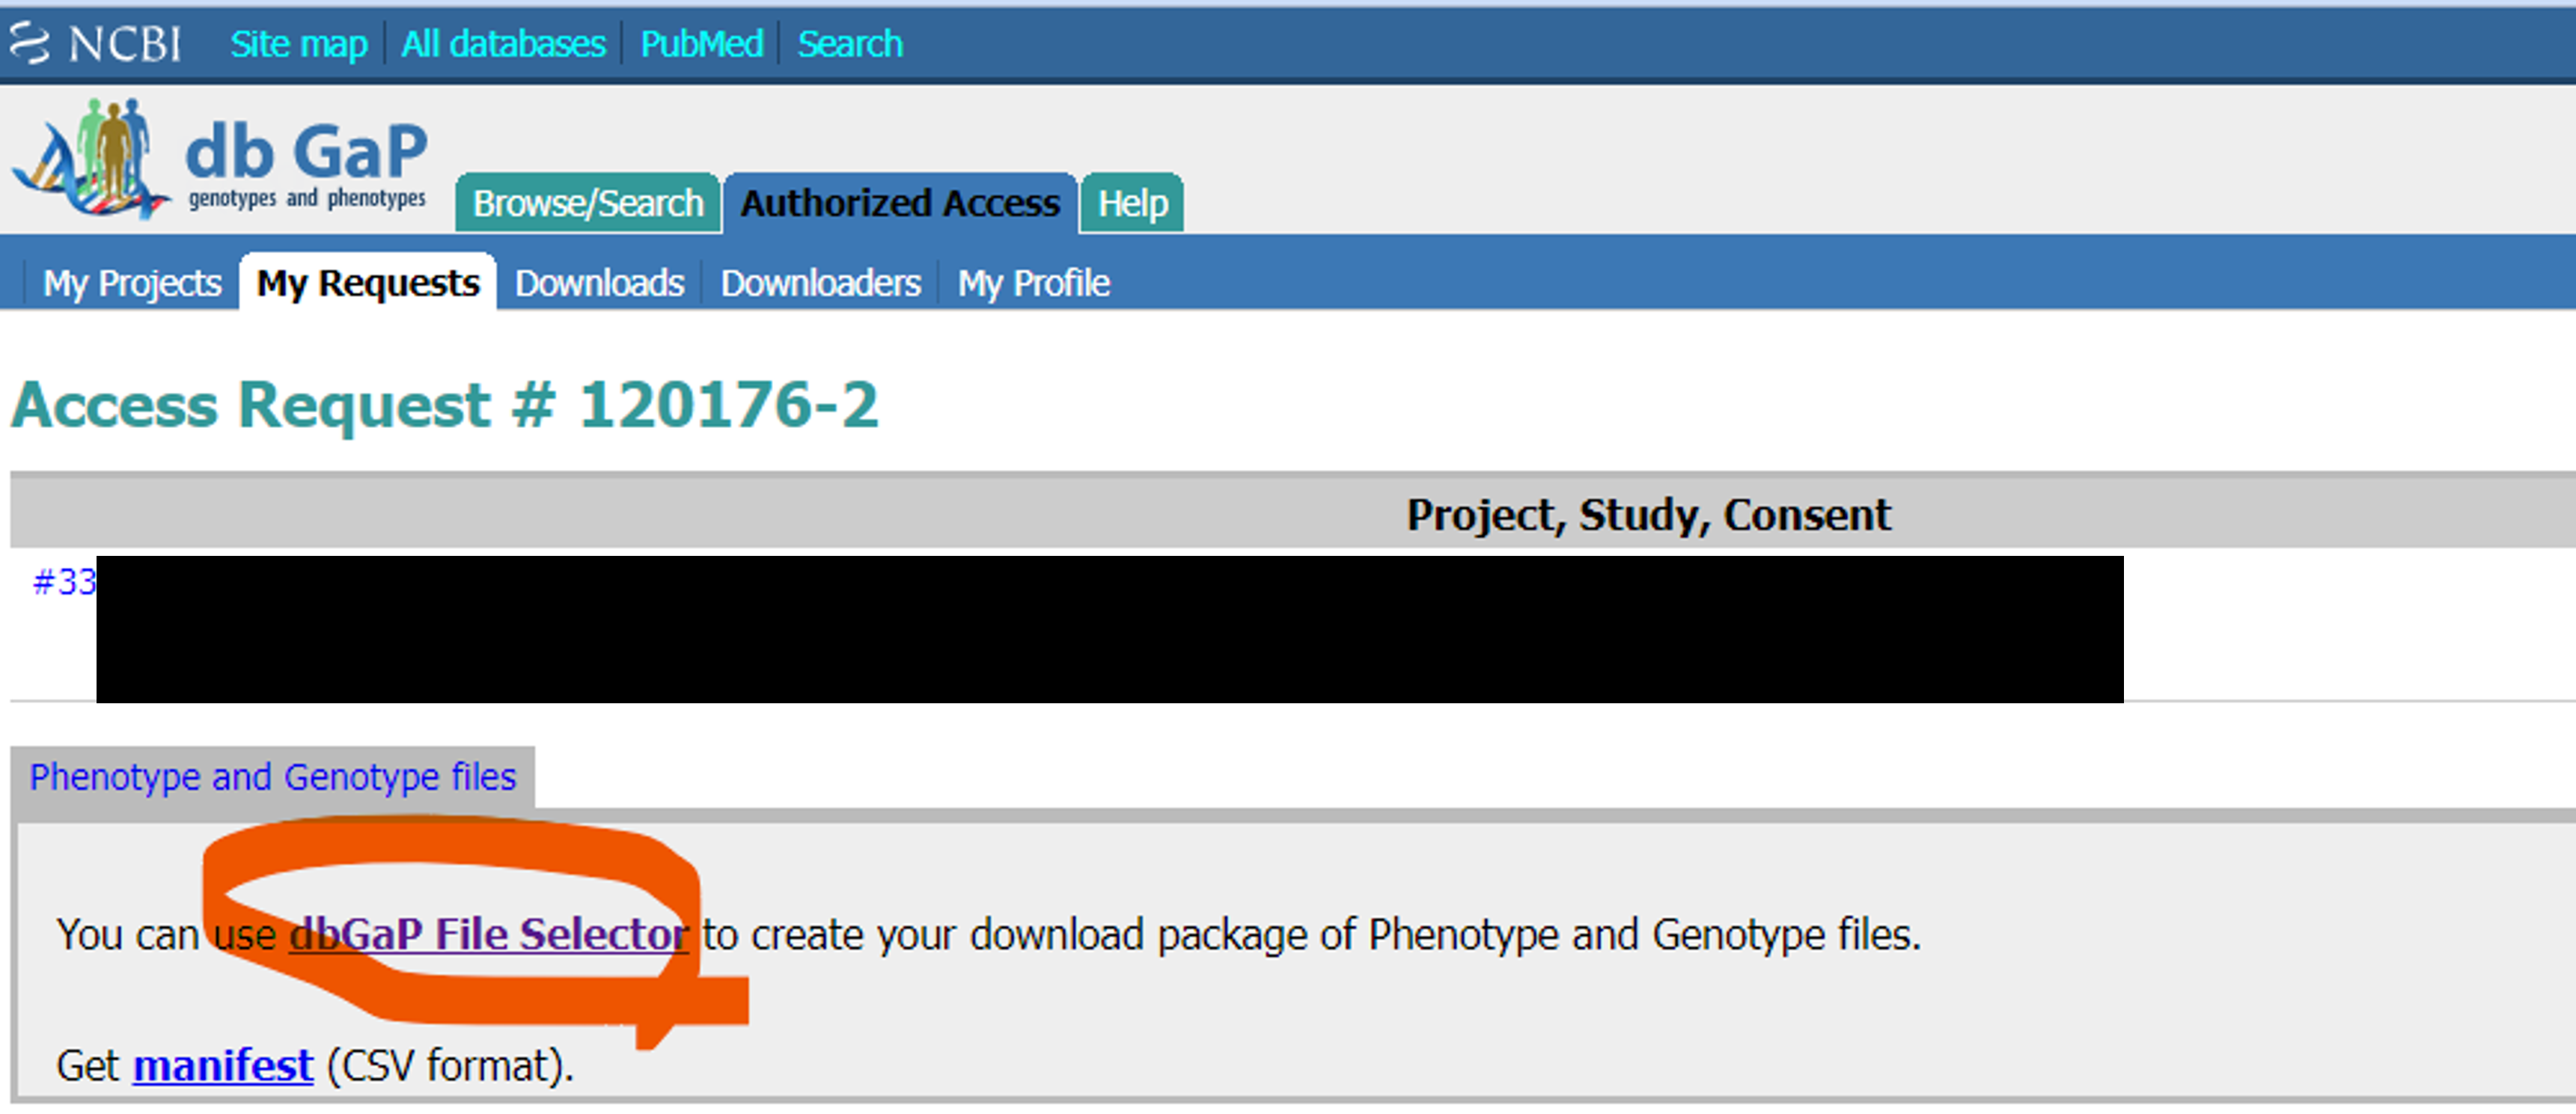 NCBI Site map All databases PubMed Search
db GaP
genotypes and phenotypes
Browse/Search Authorized Access Help
My Projects My Requests Downloads Downloaders My Profile
Access Request # 120176-2
Project, Study, Consent
#33
Phenotype and Genotype files
You can use dbGaP File Selector to create your download package of Phenotype and Genotype files.
Get manifest (CSV format).